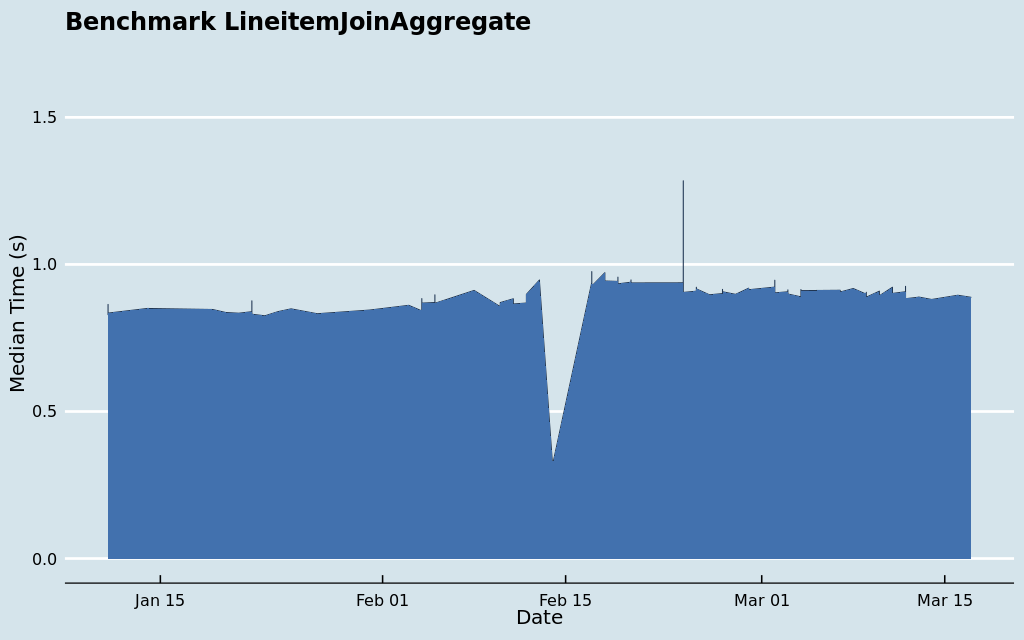 Benchmark LineitemJoinAggregate
Median Time (s)
1.5
1.0
0.5
0.0
Jan 15 Feb 01 Feb 15 Mar 01 Mar 15
Date